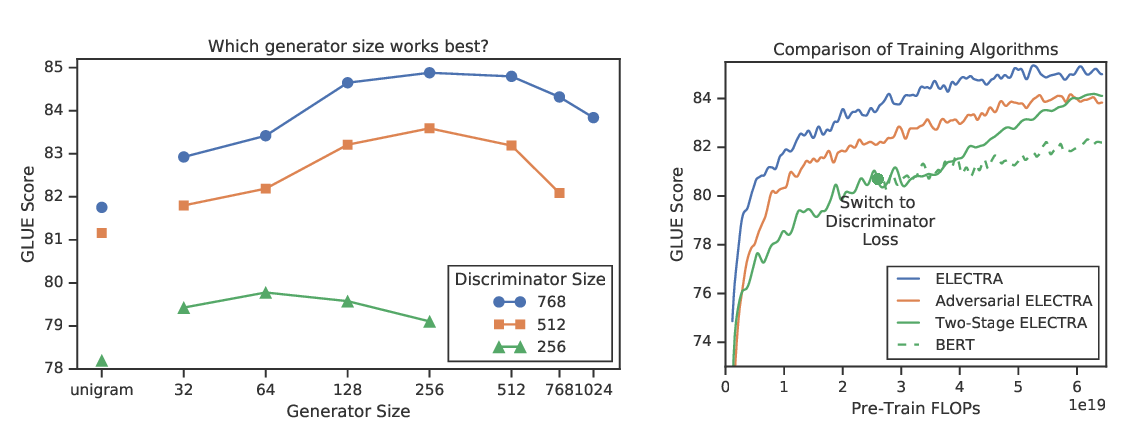 Which generator size works best?
85
84
83
82
81
80
79
78
GLUE Score
unigram 32 64 128 256 512 768 1024
Generator Size
Discriminator Size
768
512
256
Comparison of Training Algorithms
84
82
80
78
76
74
GLUE Score
Switch to
Discriminator
Loss
ELECTRA
Adversarial ELECTRA
Two-Stage ELECTRA
BERT
0 1 2 3 4 5 6
1e19
Pre-Train FLOPs